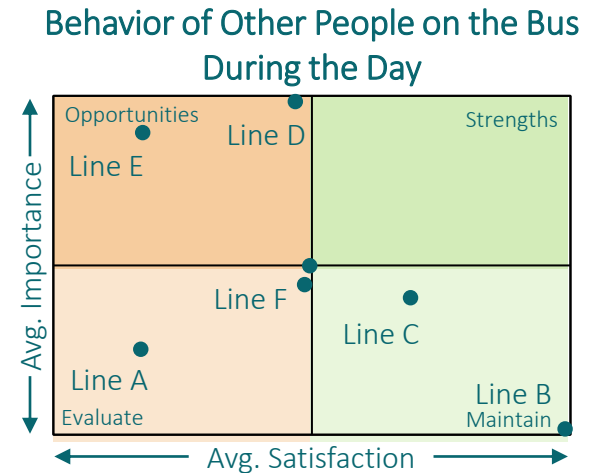 Behavior of Other People on the Bus
During the Day
Opportunities
Strengths
Line D
Line E
Avg. Importance
Line F
Line C
Line A
Line B
Evaluate
Maintain
Avg. Satisfaction